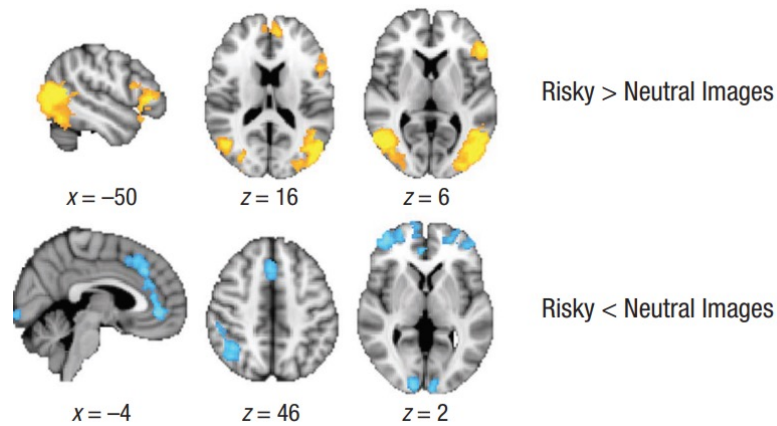 Risky > Neutral Images
x = –50
z = 16
z = 6
Risky < Neutral Images
x = –4
z = 46
z = 2